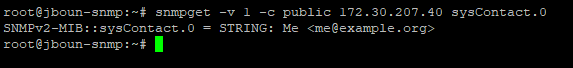 root@jboun-snmp:~# snmpget -v 1 -c public 172.30.207.40 sysContact.0
SNMPv2-MIB::sysContact.0 = STRING: Me <me@example.org>
root@jboun-snmp:~#